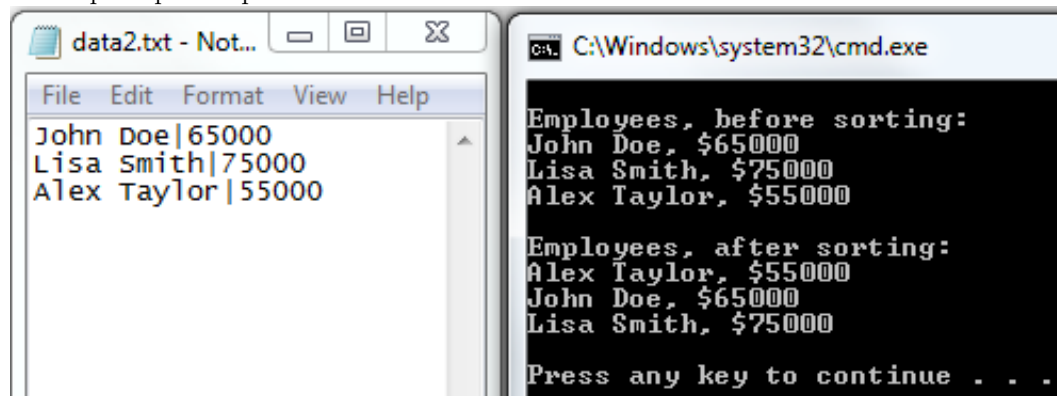 data2.txt - Not...
File Edit Format View Help
John Doe|65000
Lisa Smith|75000
Alex Taylor|55000
C:\Windows\system32\cmd.exe
Employees, before sorting:
John Doe, $65000
Lisa Smith, $75000
Alex Taylor, $55000
Employees, after sorting:
Alex Taylor, $55000
John Doe, $65000
Lisa Smith, $75000
Press any key to continue . . .